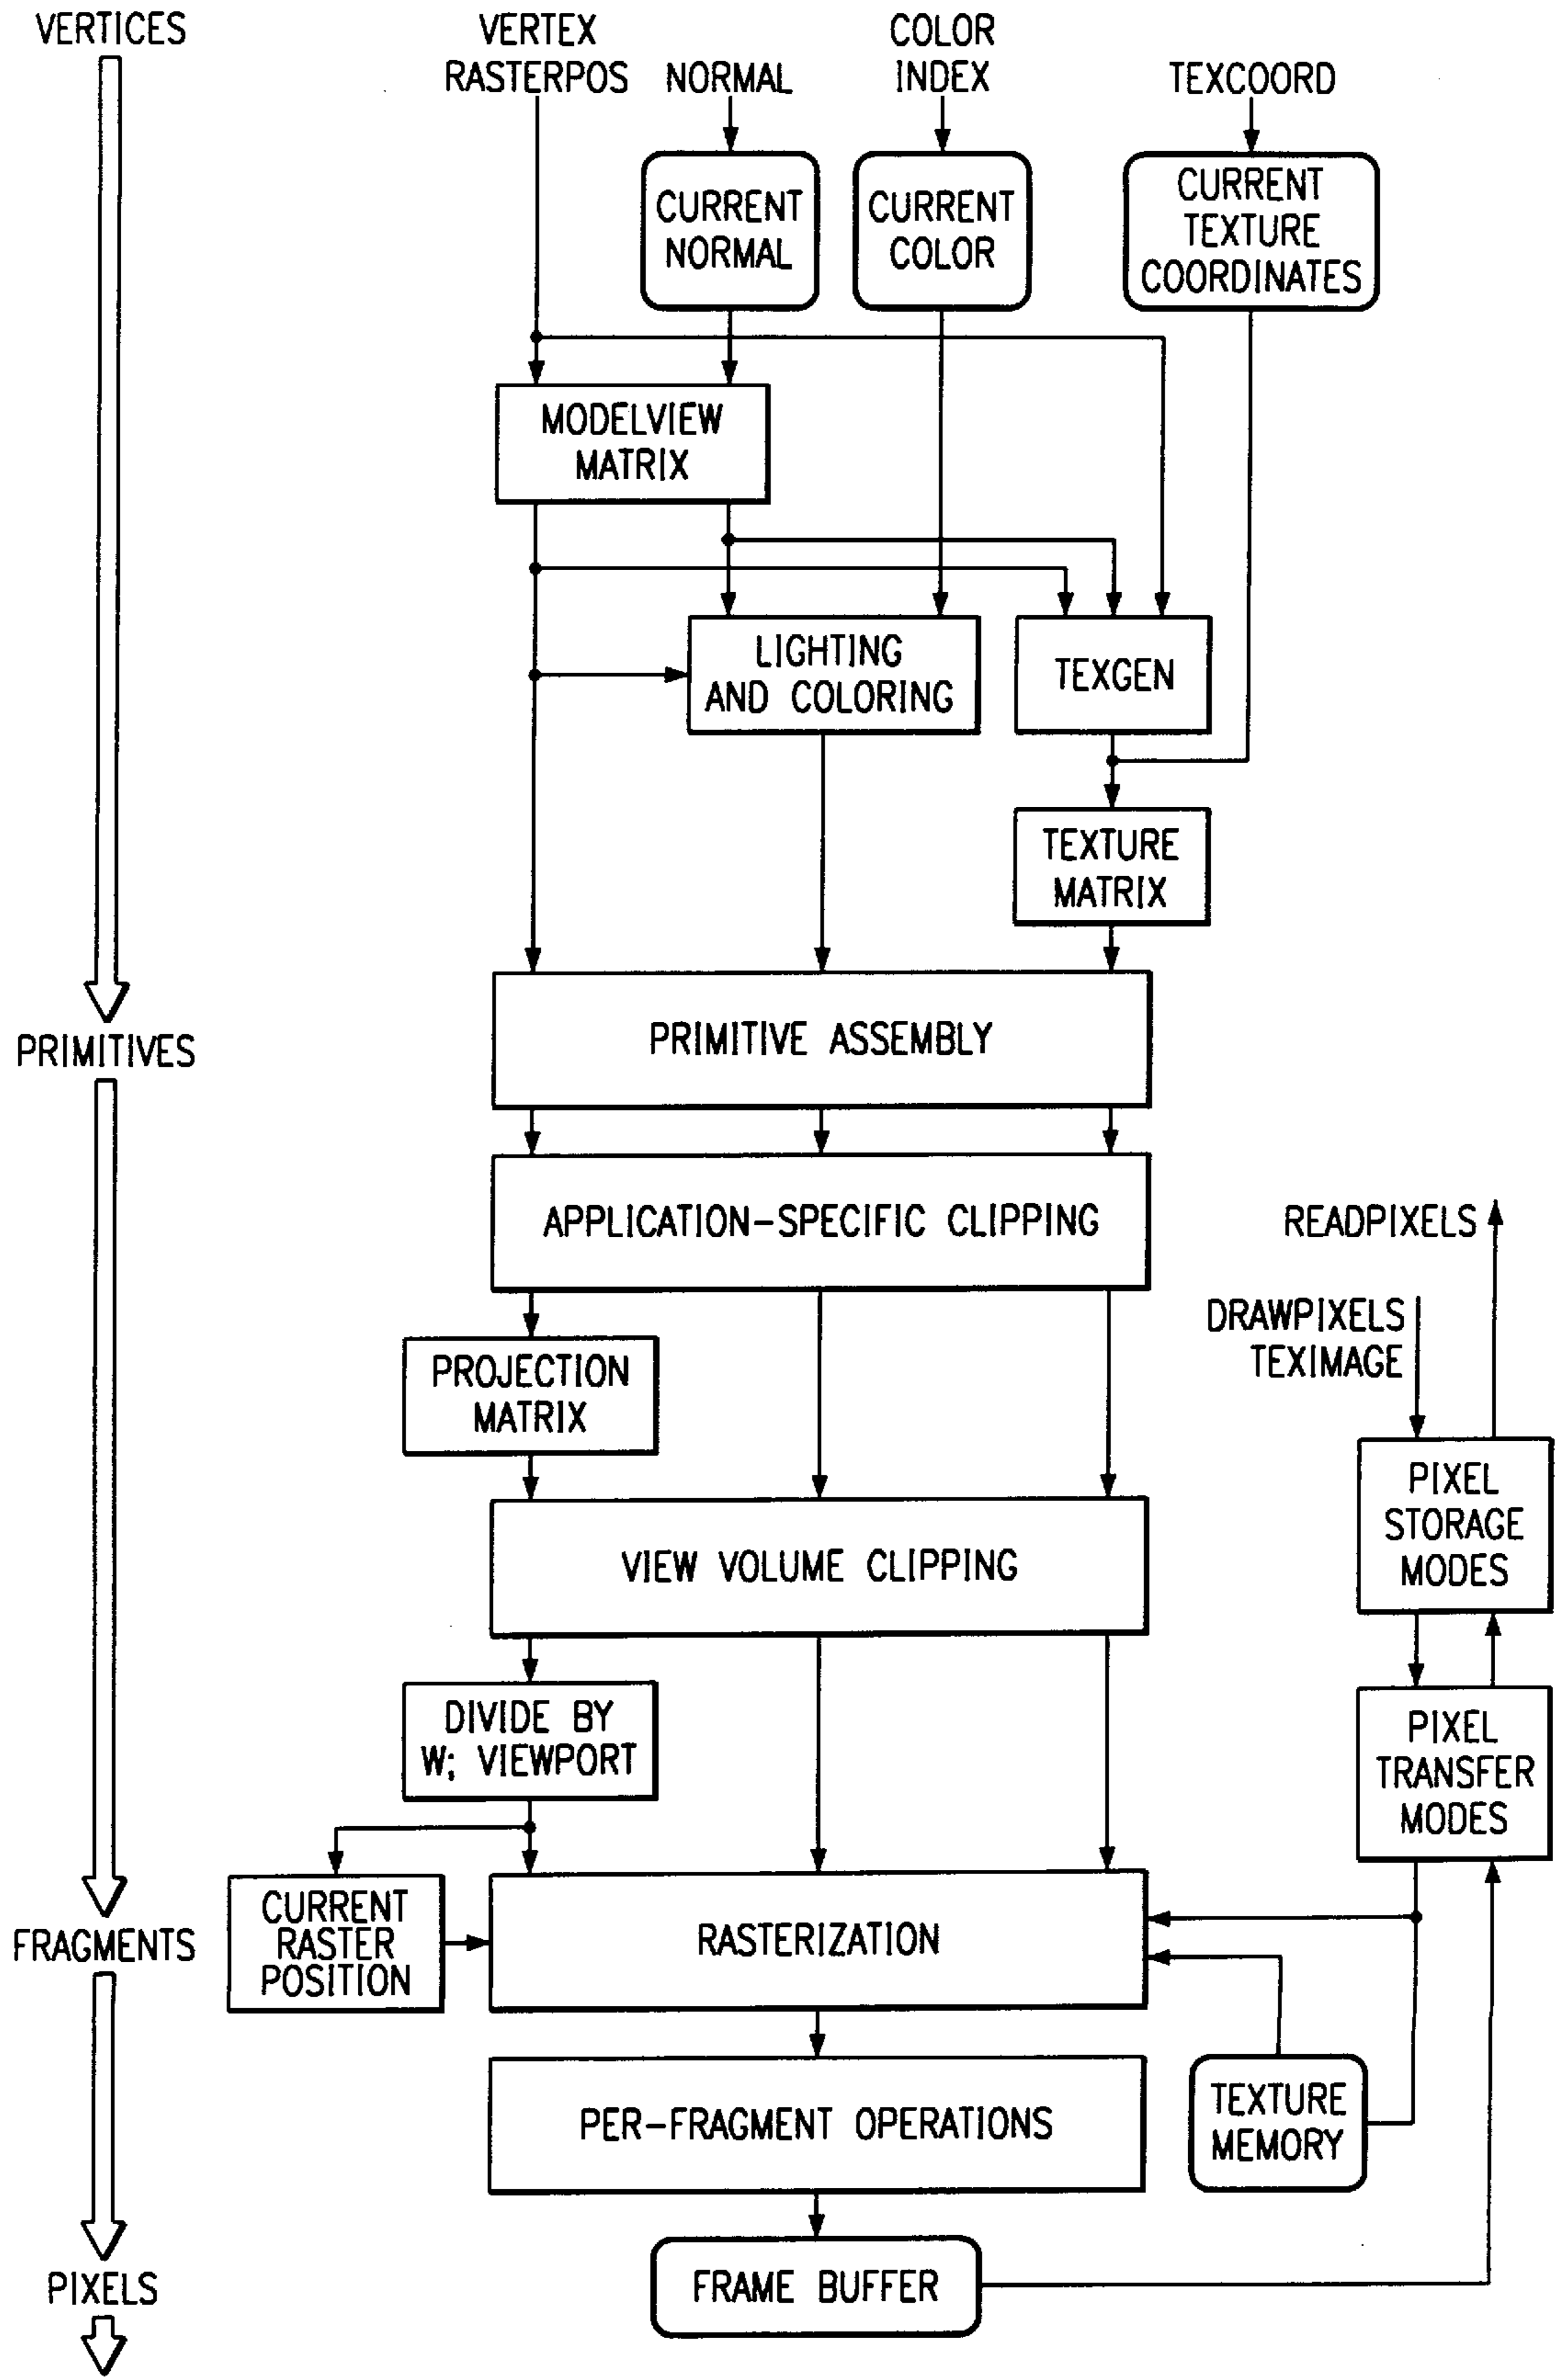 VERTICES
VERTEX
RASTERPOS
NORMAL
COLOR
INDEX
TEXCOORD
CURRENT
NORMAL
CURRENT
COLOR
CURRENT
TEXTURE
COORDINATES
MODELVIEW
MATRIX
LIGHTING
AND COLORING
TEXGEN
TEXTURE
MATRIX
PRIMITIVES
PRIMITIVE ASSEMBLY
APPLICATION-SPECIFIC CLIPPING
READPIXELS
DRAWPIXELS
TEXIMAGE
PROJECTION
MATRIX
PIXEL
STORAGE
MODES
VIEW VOLUME CLIPPING
DIVIDE BY
W; VIEWPORT
PIXEL
TRANSFER
MODES
FRAGMENTS
CURRENT
RASTER
POSITION
RASTERIZATION
PER-FRAGMENT OPERATIONS
TEXTURE
MEMORY
PIXELS
FRAME BUFFER